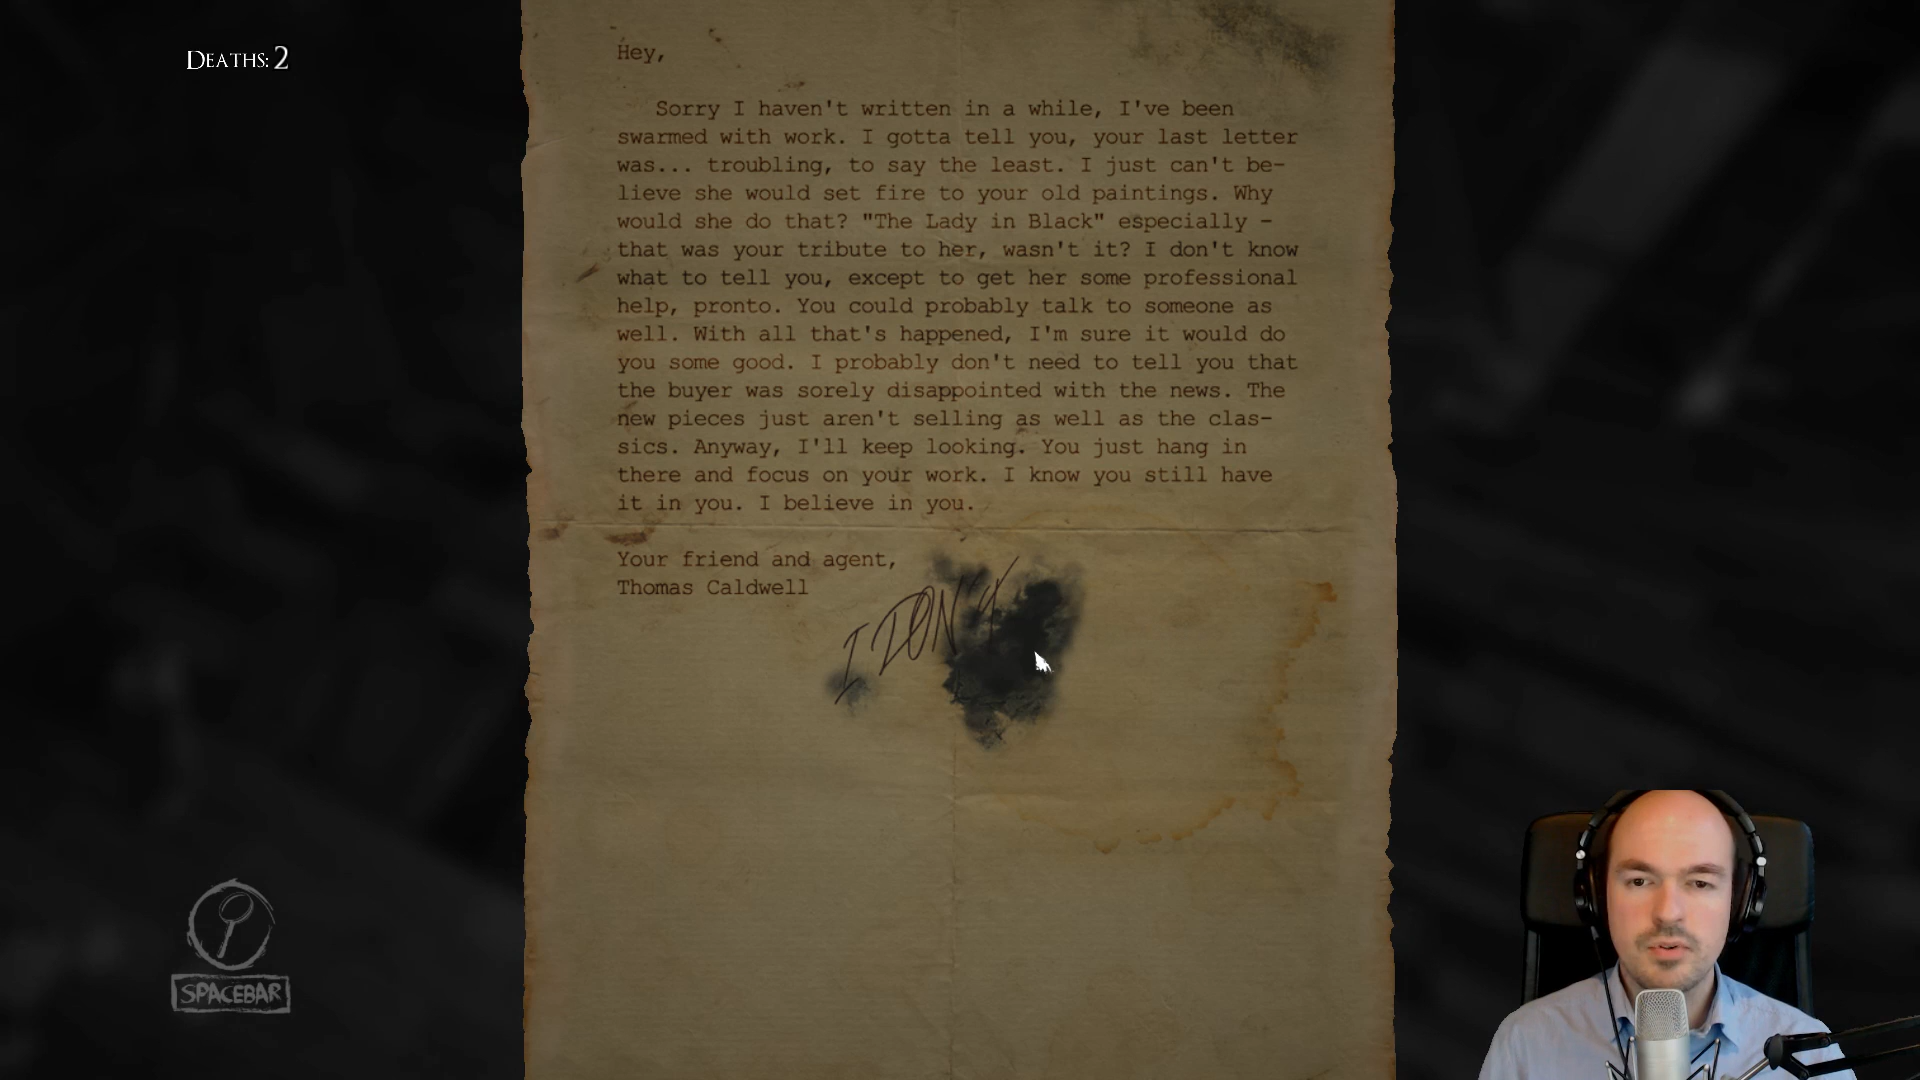 DEATHS: 2
Hey,
Sorry I haven't written in a while, I've been
swarmed with work. I gotta tell you, your last letter
was... troubling, to say the least. I just can't be-
lieve she would set fire to your old paintings. Why
would she do that? "The Lady in Black" especially -
that was your tribute to her, wasn't it? I don't know
what to tell you, except to get her some professional
help, pronto. You could probably talk to someone as
well. With all that's happened, I'm sure it would do
you some good. I probably don't need to tell you that
the buyer was sorely disappointed with the news. The
new pieces just aren't selling as well as the clas-
sics. Anyway, I'll keep looking. You just hang in
there and focus on your work. I know you still have
it in you. I believe in you.
Your friend and agent,
Thomas Caldwell
I DON'T
SPACEBAR